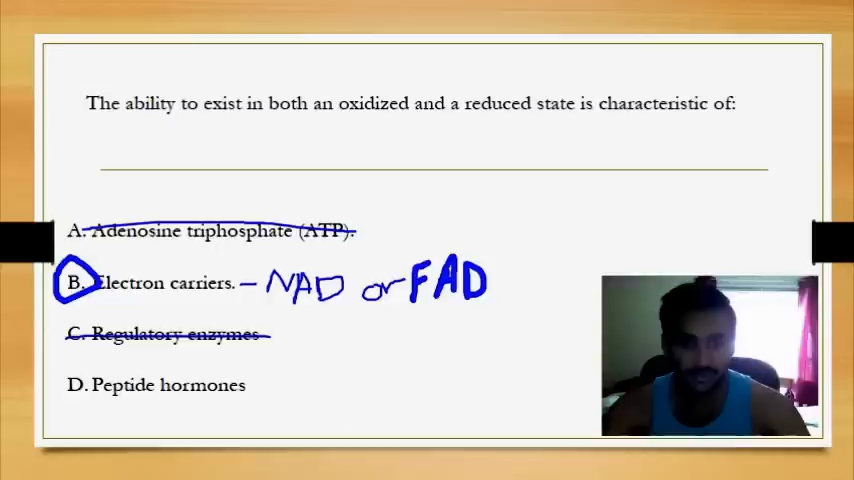 The ability to exist in both an oxidized and a reduced state is characteristic of:
A. Adenosine triphosphate (ATP).
B. Electron carriers. - NAD or FAD
C. Regulatory enzymes
D. Peptide hormones